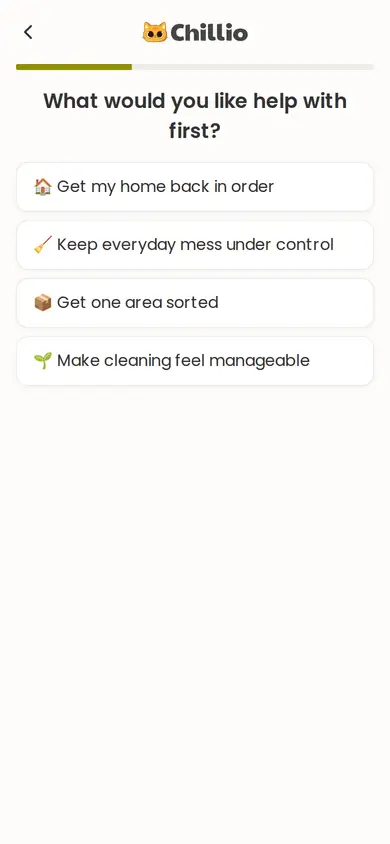 Chillio
What would you like help with
first?
🏠 Get my home back in order
🧹 Keep everyday mess under control
📦 Get one area sorted
🌱 Make cleaning feel manageable